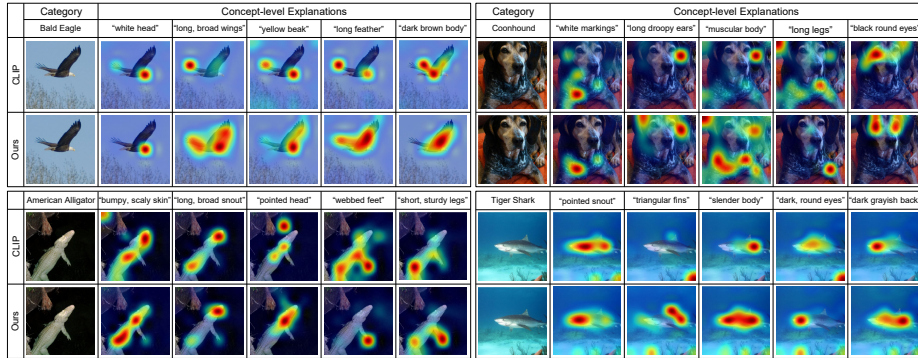 Category Concept-level Explanations
Bald Eagle "white head" "long, broad wings" "yellow beak" "long feather" "dark brown body"
CLIP
Ours
Category Concept-level Explanations
Coonhound "white markings" "long droopy ears" "muscular body" "long legs" "black round eyes"
American Alligator "bumpy, scaly skin" "long, broad snout" "pointed head" "webbed feet" "short, sturdy legs"
CLIP
Ours
Tiger Shark "pointed snout" "triangular fins" "slender body" "dark, round eyes" "dark grayish back"